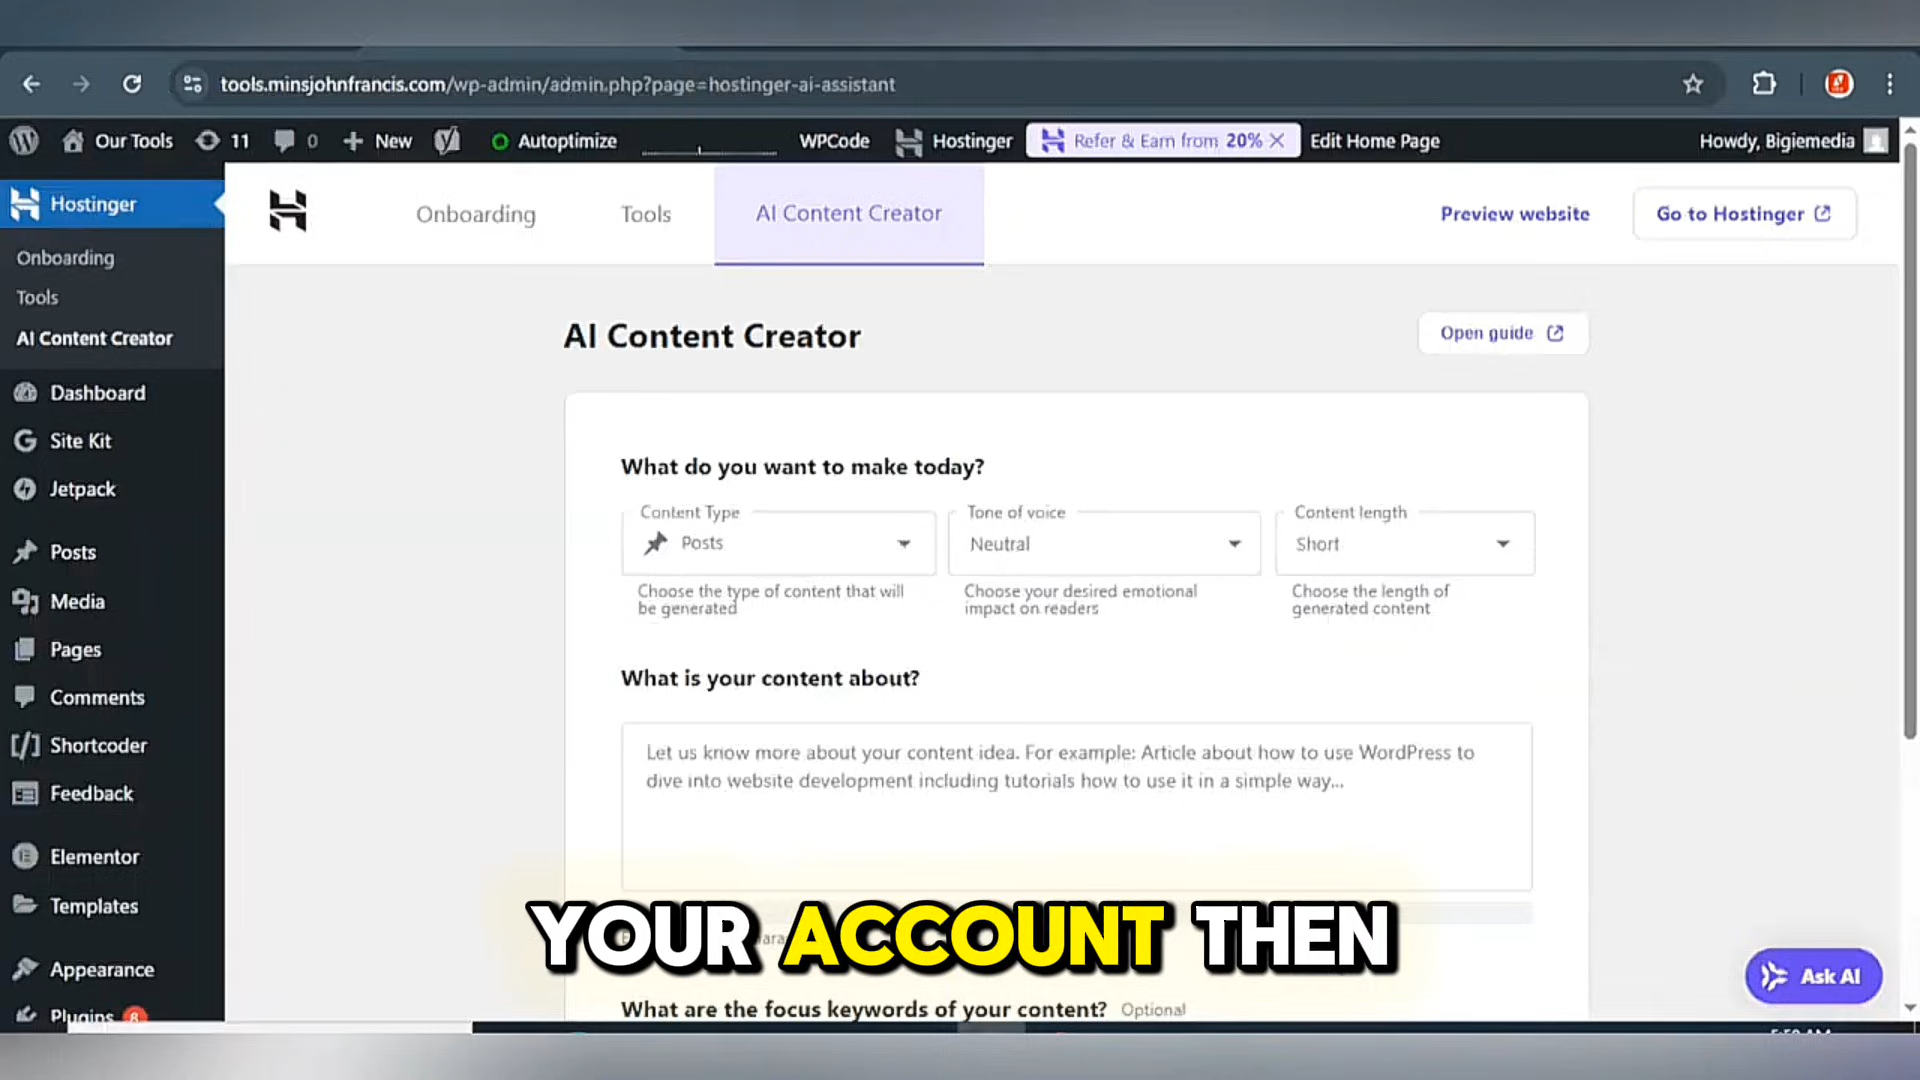 tools.minsjohnfrancis.com/wp-admin/admin.php?page=hostinger-ai-assistant
Our Tools 11 0 New Autoptimize WPCode Hostinger Refer & Earn from 20% Edit Home Page Howdy, Bigiemedia
Hostinger
Onboarding
Tools
AI Content Creator
Dashboard
Site Kit
Jetpack
Posts
Media
Pages
Comments
Shortcoder
Feedback
Elementor
Templates
Appearance
Plugins 8
Onboarding Tools AI Content Creator Preview website Go to Hostinger
AI Content Creator
Open guide
What do you want to make today?
Content Type
Posts
Choose the type of content that will
be generated
Tone of voice
Neutral
Choose your desired emotional
impact on readers
Content length
Short
Choose the length of
generated content
What is your content about?
Let us know more about your content idea. For example: Article about how to use WordPress to
dive into website development including tutorials how to use it in a simple way...
YOUR ACCOUNT THEN
What are the focus keywords of your content? Optional
Ask AI